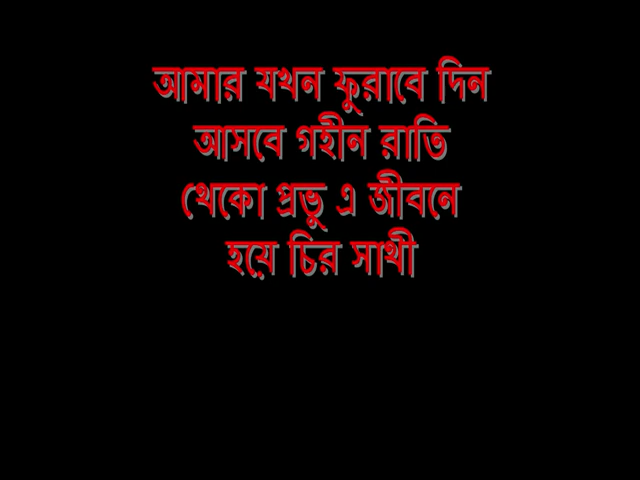 আমার যখন ফুরাবে দিন
আসবে গহীন রাতি
থেকো প্রভু এ জীবনে
হয়ে চির সাথী